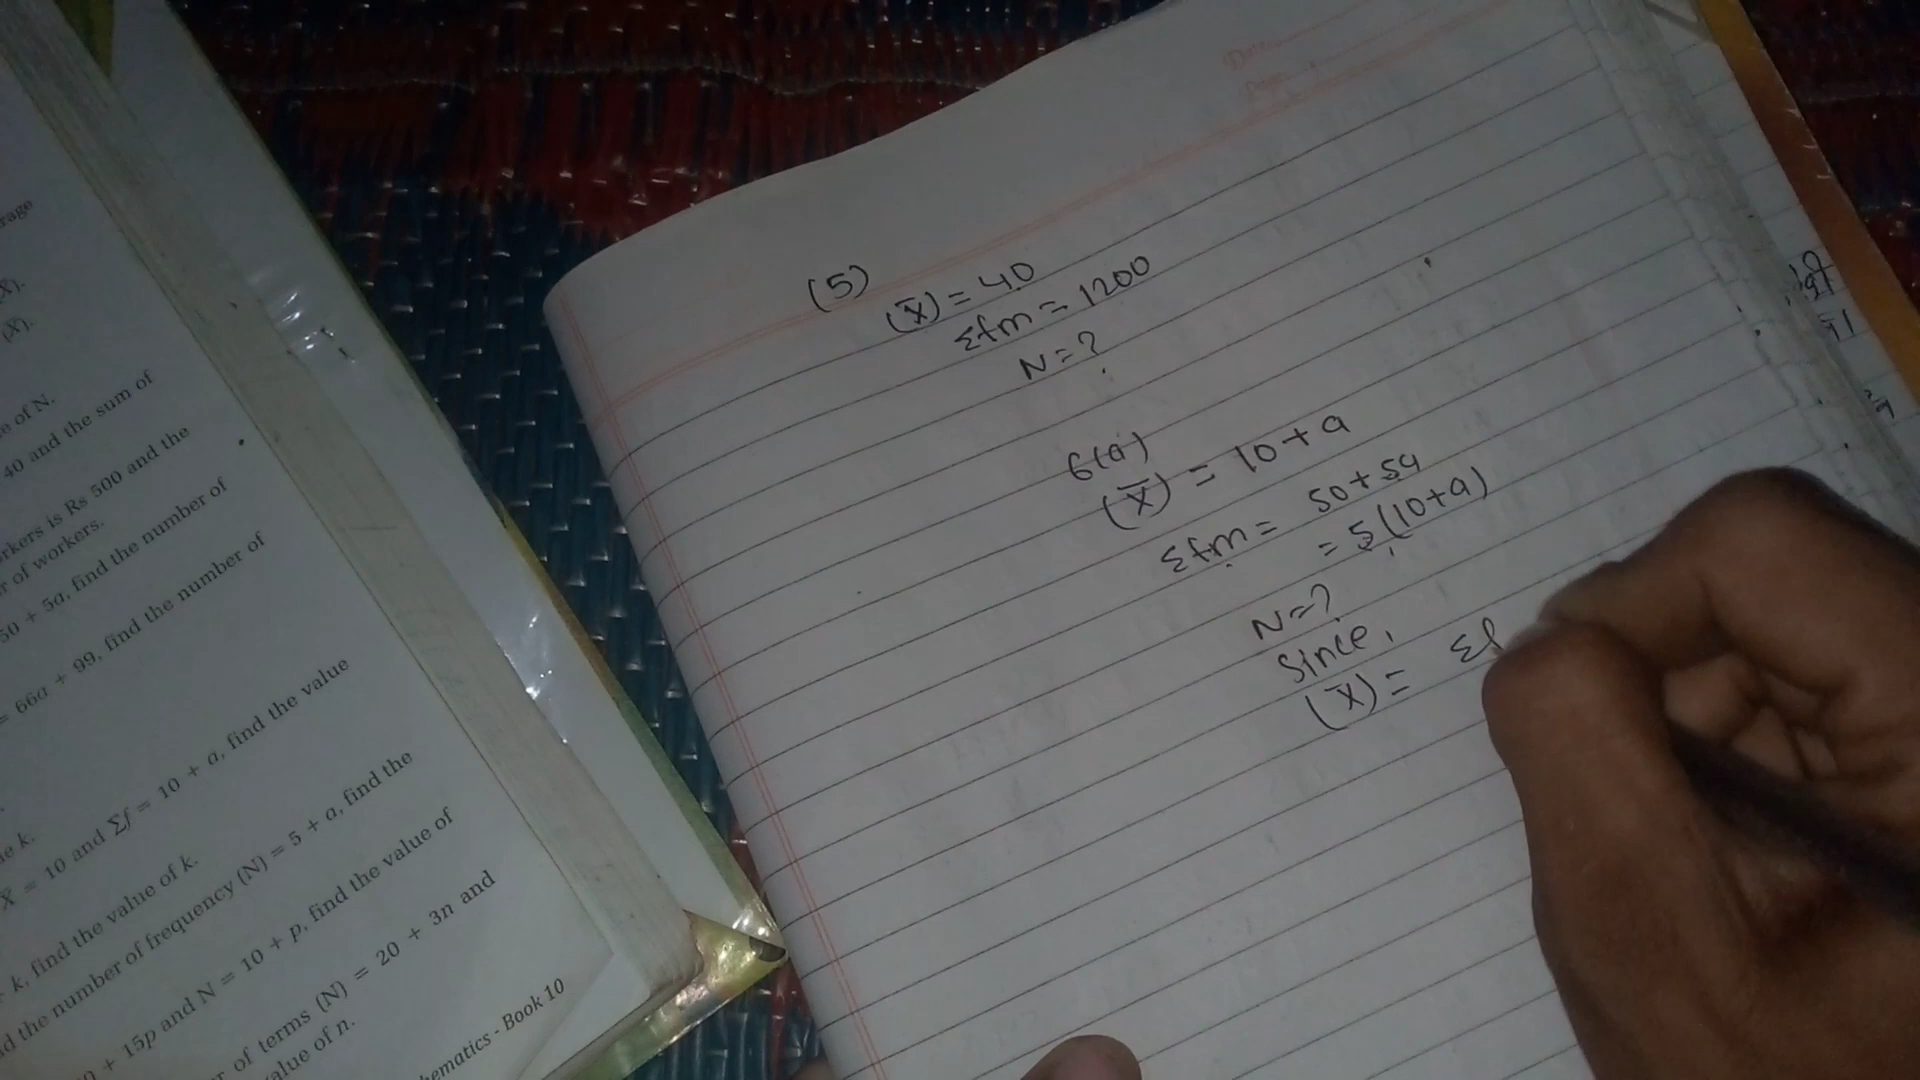 rage
(X̄).
(X̄).
e of N.
40 and the sum of
rkers is Rs 500 and the
r of workers.
50 + 5a, find the number of
= 66a + 99, find the number of
e k.
X̄ = 10 and Σf = 10 + a, find the value
+ k, find the value of k.
d the number of frequency (N) = 5 + a, find the
0 + 15p and N = 10 + p, find the value of
r of terms (N) = 20 + 3n and
alue of n.
hematics - Book 10
Date
(5)
(X̄) = 40
Σfm = 1200
N = ?
6(a)
(X̄) = 10 + a
Σfm = 50 + 5a
= 5(10+a)
N = ?
Since,
(X̄) = Σf